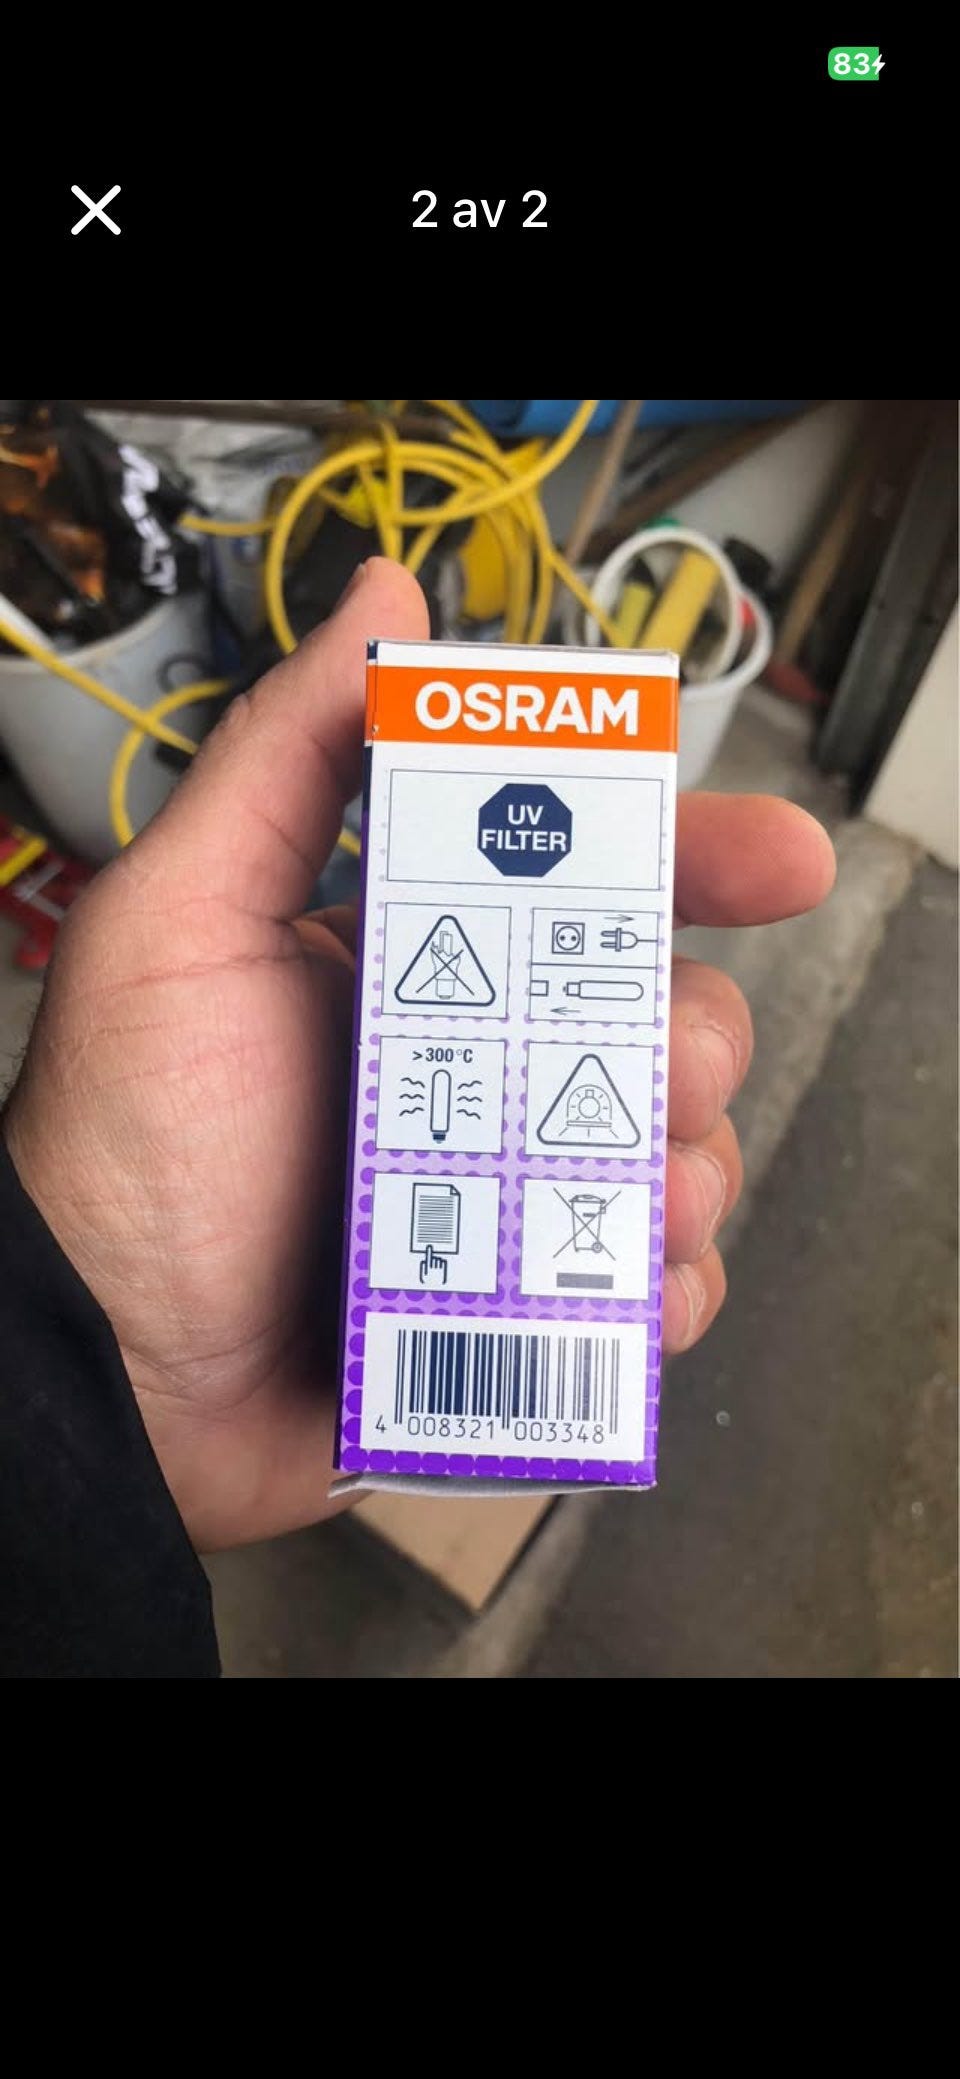 83
2 av 2
OSRAM
UV
FILTER
>300°C
4 008321 003348